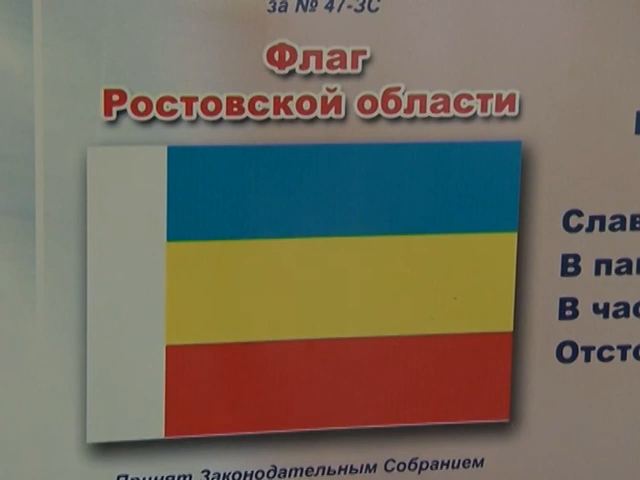 за № 47-ЗС
Флаг
Ростовской области
Слав
В па
В час
Отсто
Принят Законодательным Собранием